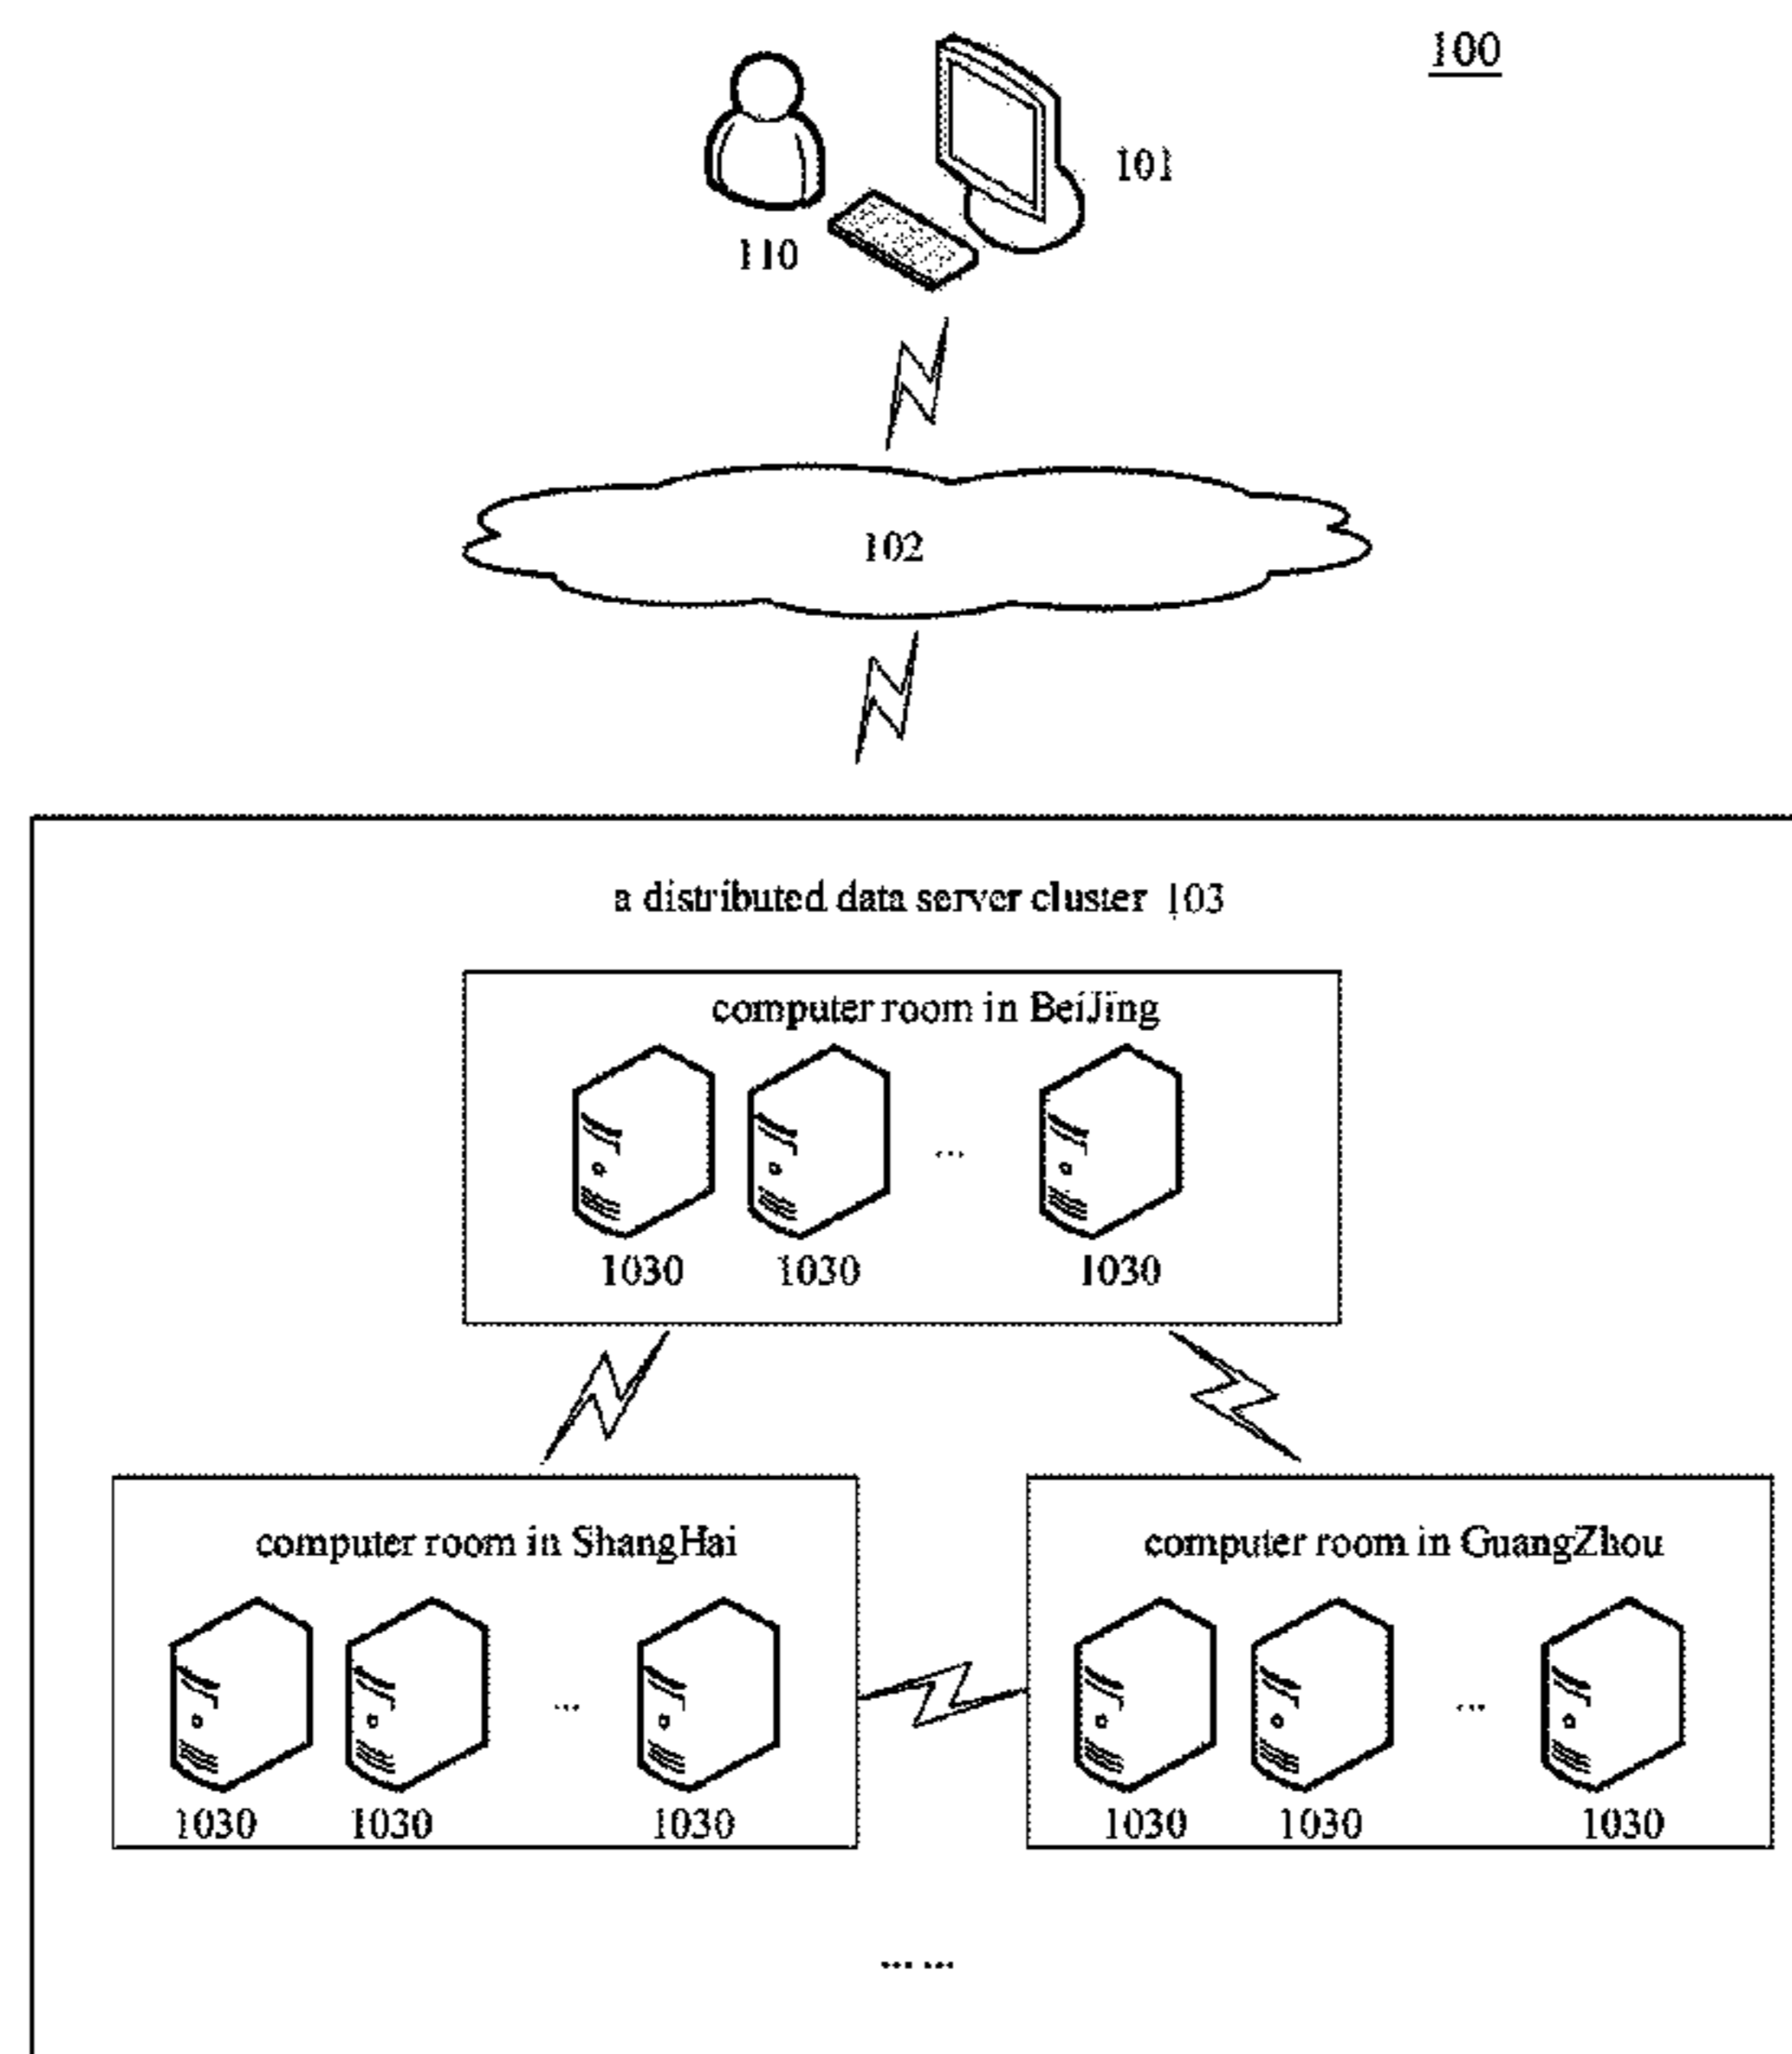 100
101
110
102
a distributed data server cluster 103
computer room in BeiJing
...
1030 1030 1030
computer room in ShangHai
computer room in GuangZhou
... ...
1030 1030 1030
1030 1030 1030
... ...